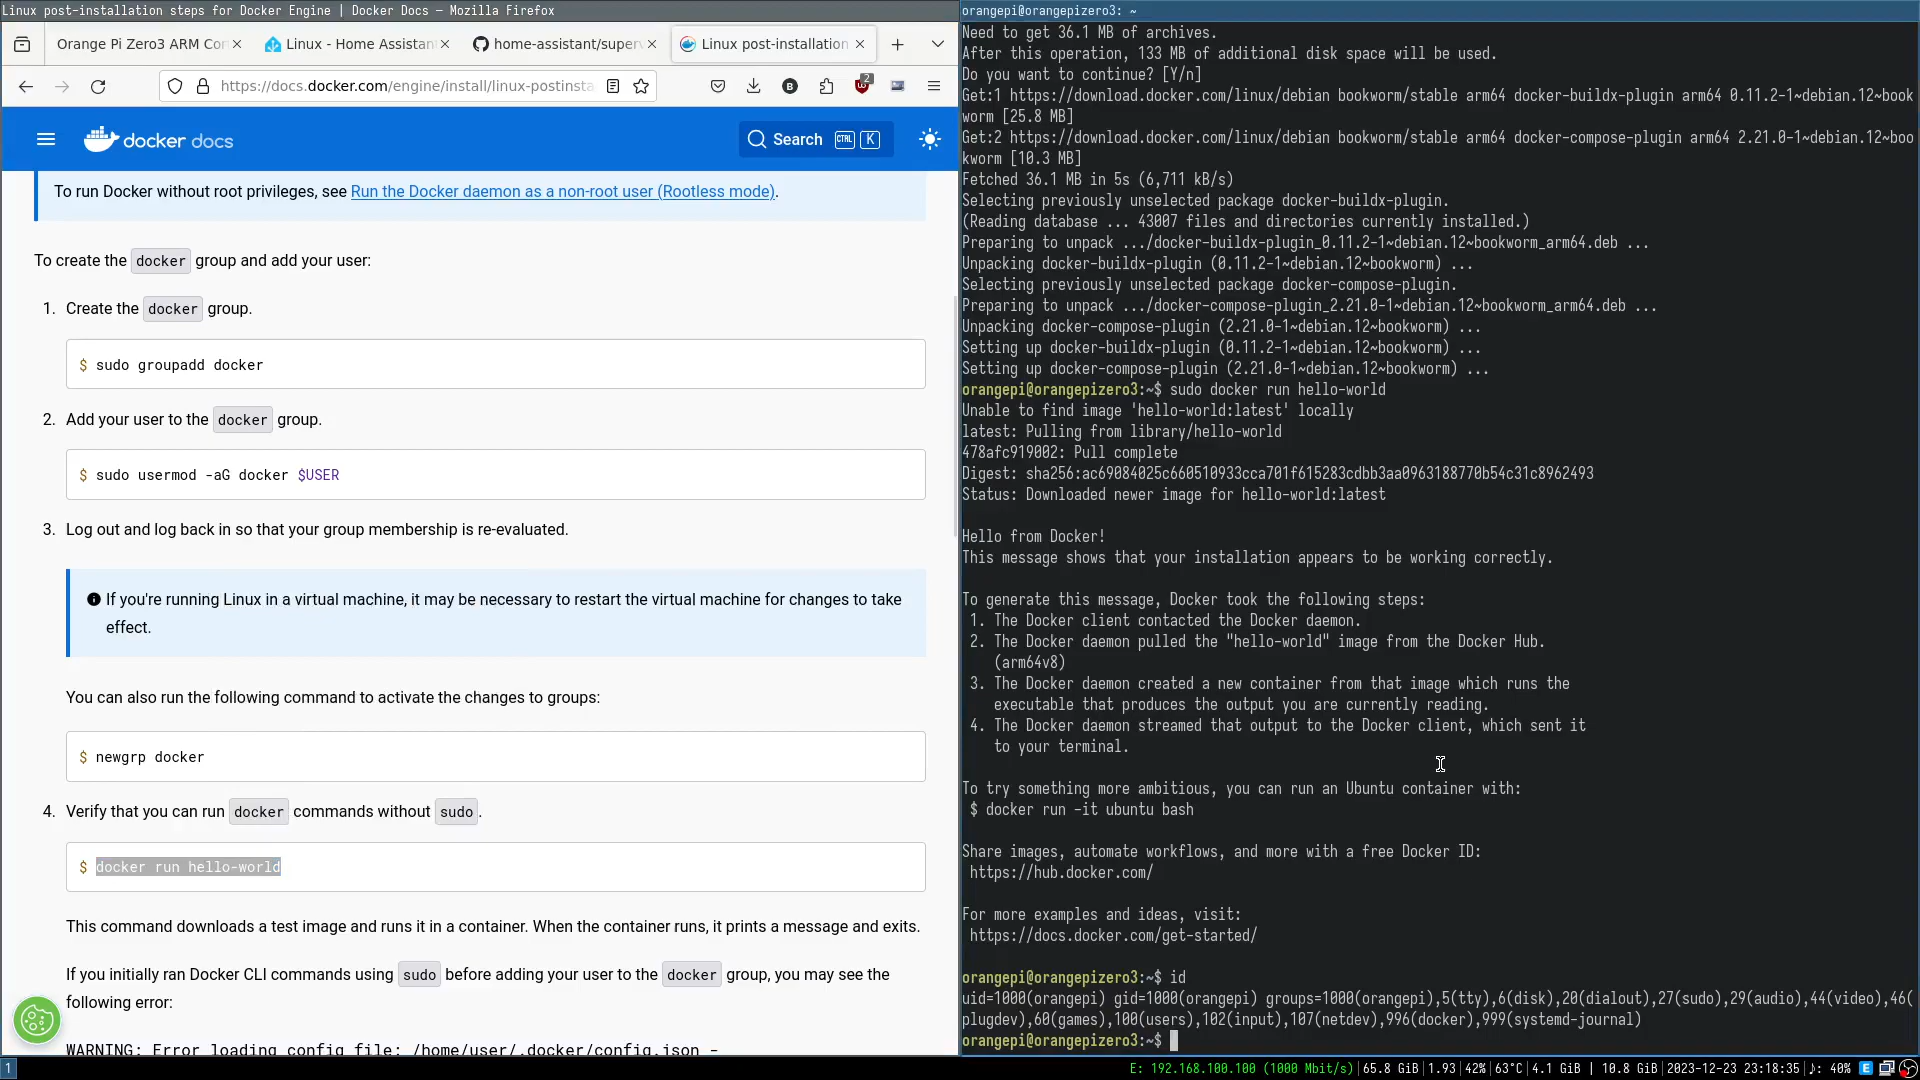 Linux post-installation steps for Docker Engine | Docker Docs — Mozilla Firefox
Orange Pi Zero3 ARM Cor
Linux - Home Assistan
home-assistant/superv
Linux post-installation
https://docs.docker.com/engine/install/linux-postinsta
B
2
docker docs
Search CTRL K
To run Docker without root privileges, see Run the Docker daemon as a non-root user (Rootless mode).
To create the docker group and add your user:
1. Create the docker group.
$ sudo groupadd docker
2. Add your user to the docker group.
$ sudo usermod -aG docker $USER
3. Log out and log back in so that your group membership is re-evaluated.
If you're running Linux in a virtual machine, it may be necessary to restart the virtual machine for changes to take
effect.
You can also run the following command to activate the changes to groups:
$ newgrp docker
4. Verify that you can run docker commands without sudo.
$ docker run hello-world
This command downloads a test image and runs it in a container. When the container runs, it prints a message and exits.
If you initially ran Docker CLI commands using sudo before adding your user to the docker group, you may see the
following error:
WARNING: Error loading config file: /home/user/.docker/config.json -
orangepi@orangepizero3: ~
Need to get 36.1 MB of archives.
After this operation, 133 MB of additional disk space will be used.
Do you want to continue? [Y/n]
Get:1 https://download.docker.com/linux/debian bookworm/stable arm64 docker-buildx-plugin arm64 0.11.2-1~debian.12~book
worm [25.8 MB]
Get:2 https://download.docker.com/linux/debian bookworm/stable arm64 docker-compose-plugin arm64 2.21.0-1~debian.12~boo
kworm [10.3 MB]
Fetched 36.1 MB in 5s (6,711 kB/s)
Selecting previously unselected package docker-buildx-plugin.
(Reading database ... 43007 files and directories currently installed.)
Preparing to unpack .../docker-buildx-plugin_0.11.2-1~debian.12~bookworm_arm64.deb ...
Unpacking docker-buildx-plugin (0.11.2-1~debian.12~bookworm) ...
Selecting previously unselected package docker-compose-plugin.
Preparing to unpack .../docker-compose-plugin_2.21.0-1~debian.12~bookworm_arm64.deb ...
Unpacking docker-compose-plugin (2.21.0-1~debian.12~bookworm) ...
Setting up docker-buildx-plugin (0.11.2-1~debian.12~bookworm) ...
Setting up docker-compose-plugin (2.21.0-1~debian.12~bookworm) ...
orangepi@orangepizero3:~$ sudo docker run hello-world
Unable to find image 'hello-world:latest' locally
latest: Pulling from library/hello-world
478afc919002: Pull complete
Digest: sha256:ac69084025c660510933cca701f615283cdbb3aa0963188770b54c31c8962493
Status: Downloaded newer image for hello-world:latest
Hello from Docker!
This message shows that your installation appears to be working correctly.
To generate this message, Docker took the following steps:
1. The Docker client contacted the Docker daemon.
2. The Docker daemon pulled the "hello-world" image from the Docker Hub.
(arm64v8)
3. The Docker daemon created a new container from that image which runs the
executable that produces the output you are currently reading.
4. The Docker daemon streamed that output to the Docker client, which sent it
to your terminal.
To try something more ambitious, you can run an Ubuntu container with:
$ docker run -it ubuntu bash
Share images, automate workflows, and more with a free Docker ID:
https://hub.docker.com/
For more examples and ideas, visit:
https://docs.docker.com/get-started/
orangepi@orangepizero3:~$ id
uid=1000(orangepi) gid=1000(orangepi) groups=1000(orangepi),5(tty),6(disk),20(dialout),27(sudo),29(audio),44(video),46(
plugdev),60(games),100(users),102(input),107(netdev),996(docker),999(systemd-journal)
orangepi@orangepizero3:~$
1
E: 192.168.100.100 (1000 Mbit/s)|65.8 GiB|1.93|42%|63°C|4.1 GiB | 10.8 GiB|2023-12-23 23:18:35|♪: 40% E